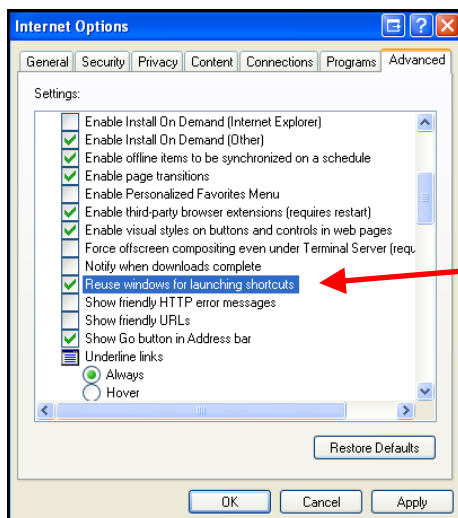 Internet Options
General Security Privacy Content Connections Programs Advanced
Settings:
Enable Install On Demand (Internet Explorer)
Enable Install On Demand (Other)
Enable offline items to be synchronized on a schedule
Enable page transitions
Enable Personalized Favorites Menu
Enable third-party browser extensions (requires restart)
Enable visual styles on buttons and controls in web pages
Force offscreen compositing even under Terminal Server (requ
Notify when downloads complete
Reuse windows for launching shortcuts
Show friendly HTTP error messages
Show friendly URLs
Show Go button in Address bar
Underline links
Always
Hover
Restore Defaults
OK Cancel Apply